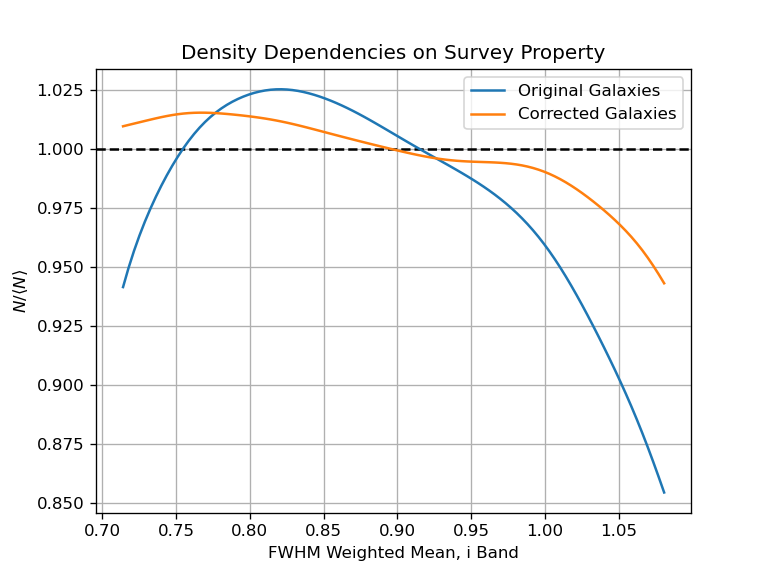 Density Dependencies on Survey Property
Original Galaxies
Corrected Galaxies
N/⟨N⟩
1.025
1.000
0.975
0.950
0.925
0.900
0.875
0.850
0.70 0.75 0.80 0.85 0.90 0.95 1.00 1.05
FWHM Weighted Mean, i Band